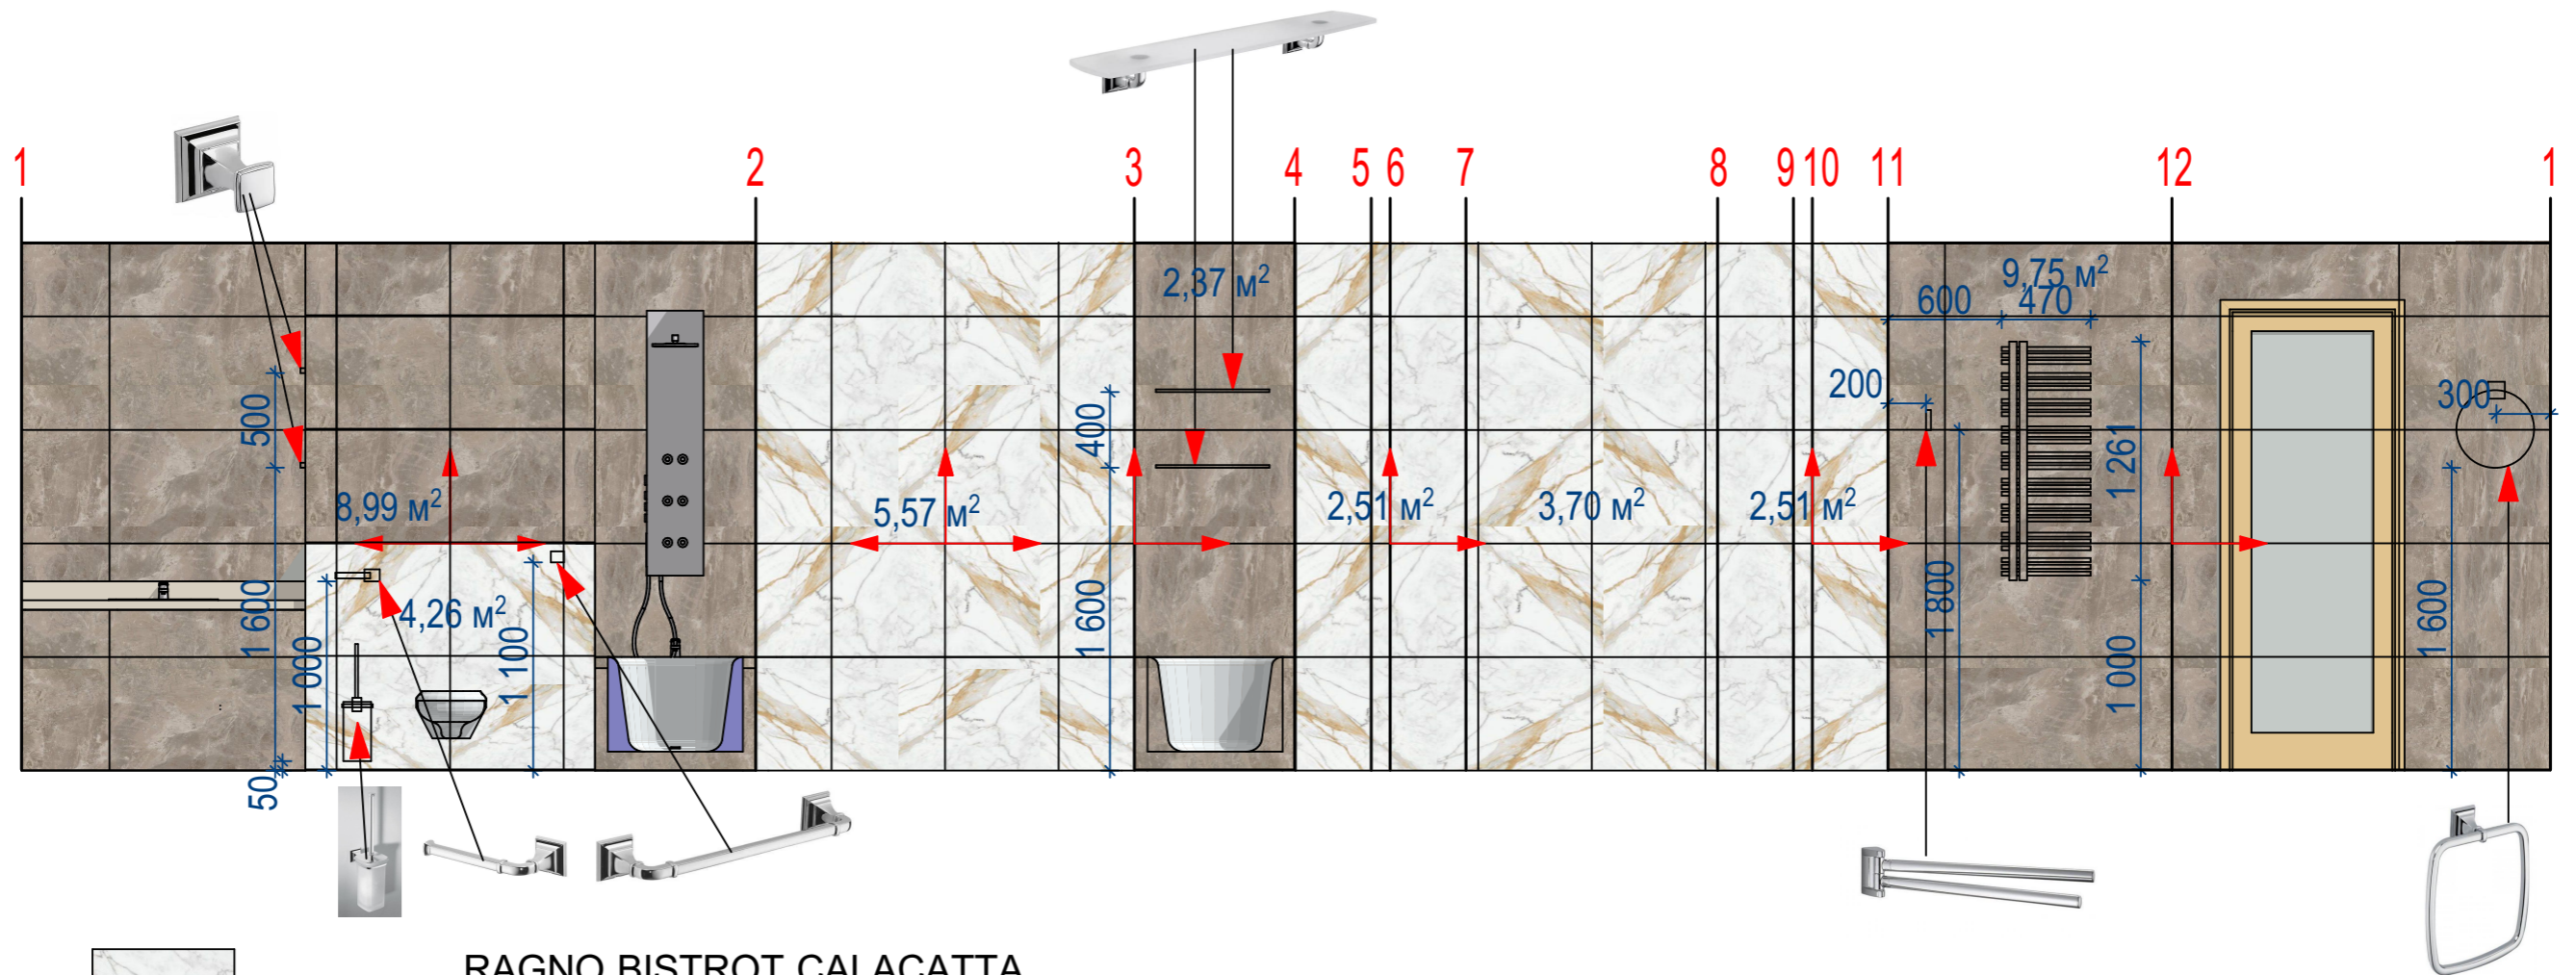 1 2 3 4 5 6 7 8 9 10 11 12 1
2,37 м²
9,75 м²
600 470
200
300
500
400
1 261
8,99 м²
5,57 м²
2,51 м²
3,70 м²
2,51 м²
1 800
4,26 м²
1 600
1 000
1 100
1 600
1 000
1 600
50
RAGNO BISTROT CALACATTA